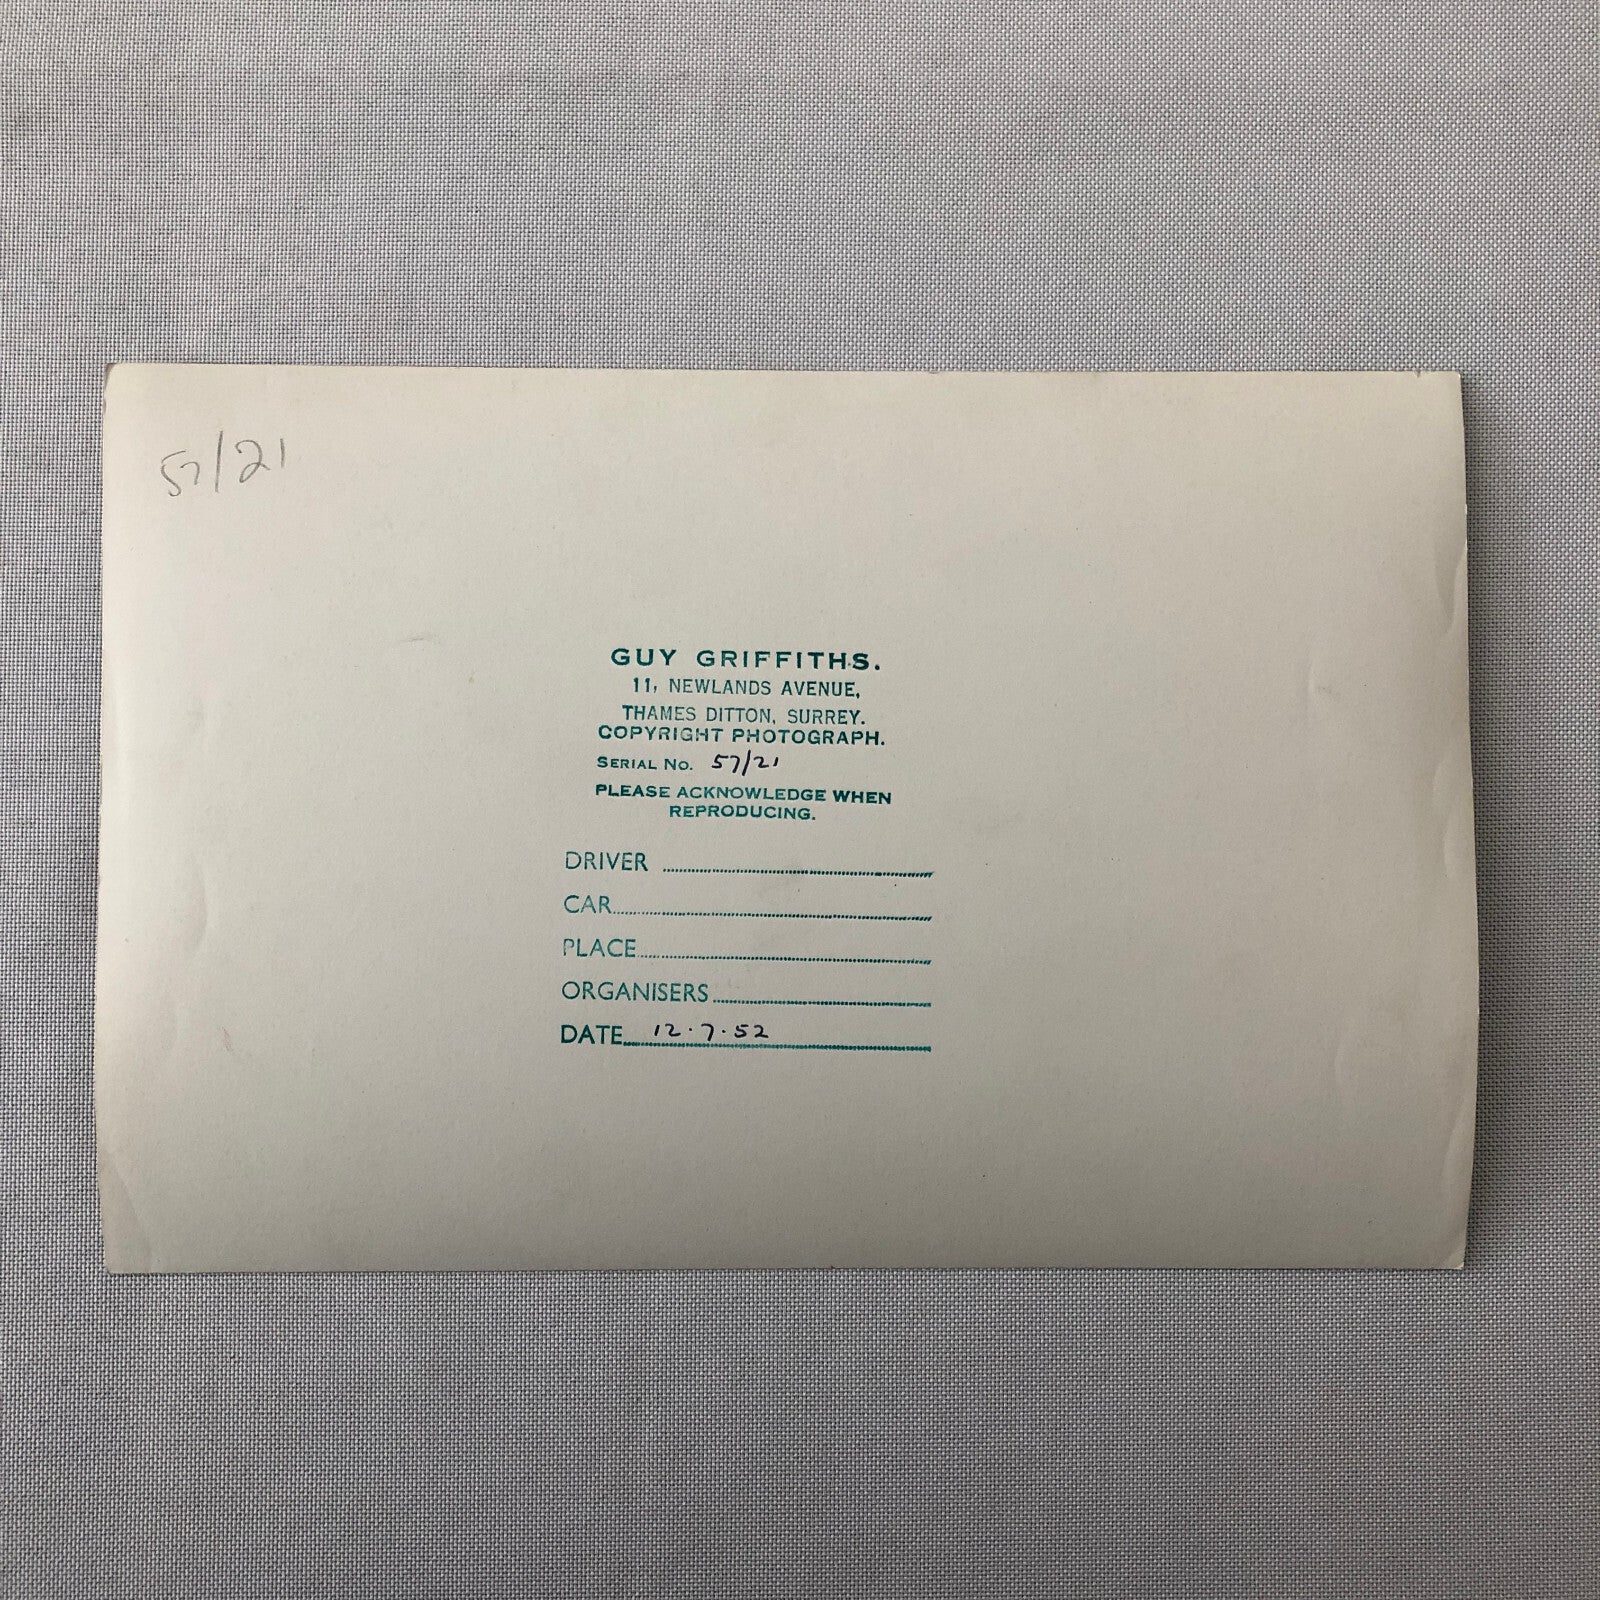 57/21
GUY GRIFFITHS.
11, NEWLANDS AVENUE,
THAMES DITTON, SURREY.
COPYRIGHT PHOTOGRAPH.
SERIAL NO. 57/21
PLEASE ACKNOWLEDGE WHEN
REPRODUCING.
DRIVER
CAR
PLACE
ORGANISERS
DATE 12.7.52